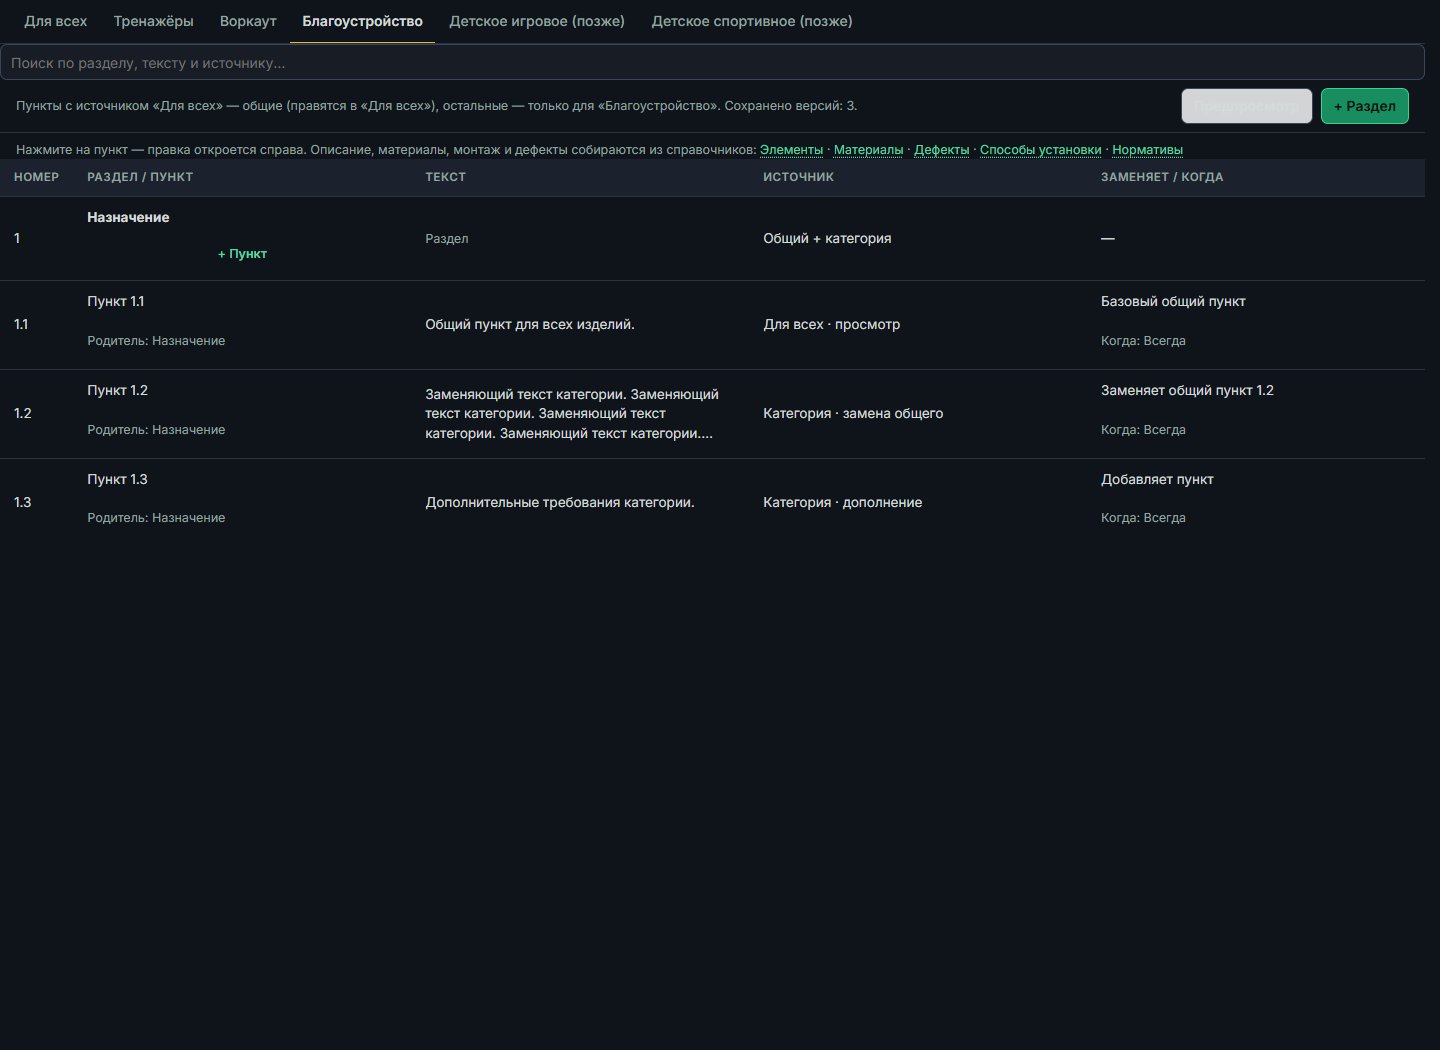 Для всех Тренажёры Воркаут Благоустройство Детское игровое (позже) Детское спортивное (позже)
Поиск по разделу, тексту и источнику...
Пункты с источником «Для всех» — общие (правятся в «Для всех»), остальные — только для «Благоустройство». Сохранено версий: 3.
+ Раздел
Нажмите на пункт — правка откроется справа. Описание, материалы, монтаж и дефекты собираются из справочников: Элементы · Материалы · Дефекты · Способы установки · Нормативы
НОМЕР РАЗДЕЛ / ПУНКТ ТЕКСТ ИСТОЧНИК ЗАМЕНЯЕТ / КОГДА
Назначение
1 Раздел Общий + категория —
+ Пункт
Пункт 1.1 Базовый общий пункт
1.1 Общий пункт для всех изделий. Для всех · просмотр
Родитель: Назначение Когда: Всегда
Пункт 1.2 Заменяет общий пункт 1.2
Заменяющий текст категории. Заменяющий
1.2 текст категории. Заменяющий текст Категория · замена общего
категории. Заменяющий текст категории....
Родитель: Назначение Когда: Всегда
Пункт 1.3 Добавляет пункт
1.3 Дополнительные требования категории. Категория · дополнение
Родитель: Назначение Когда: Всегда